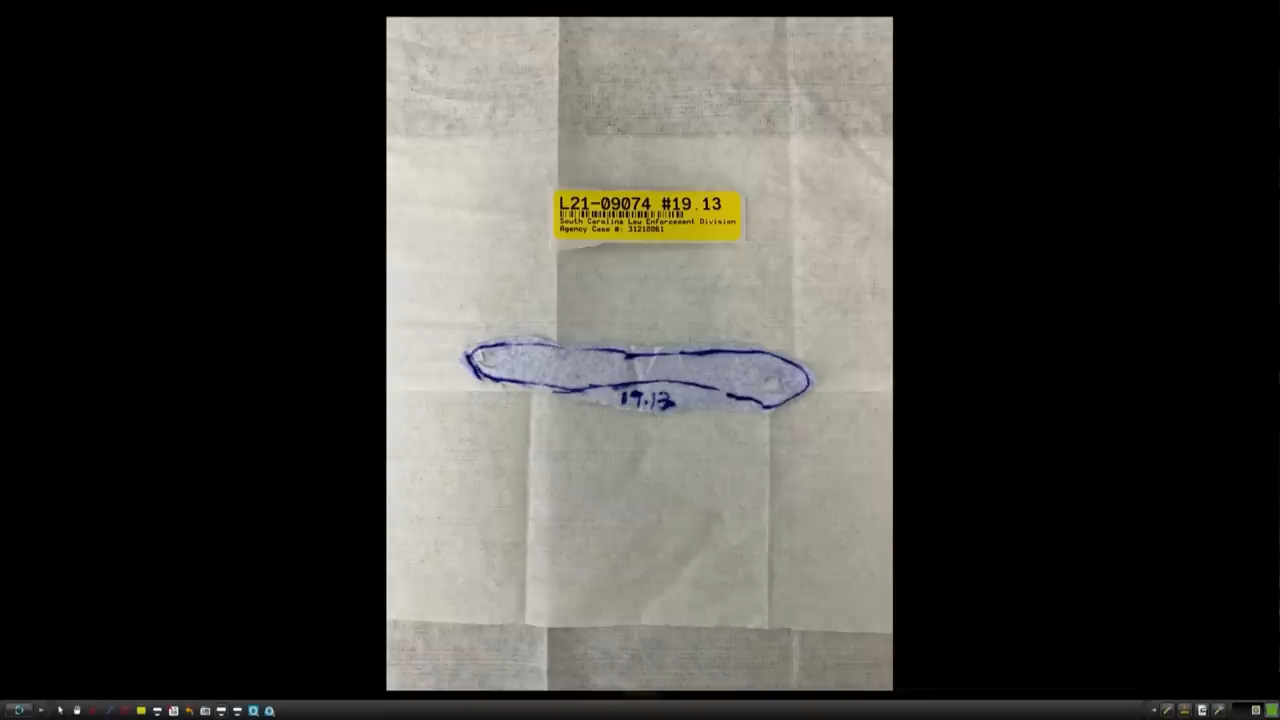 L21-09074 #19.13
South Carolina Law Enforcement Division
Agency Case #: 31210061
19.13